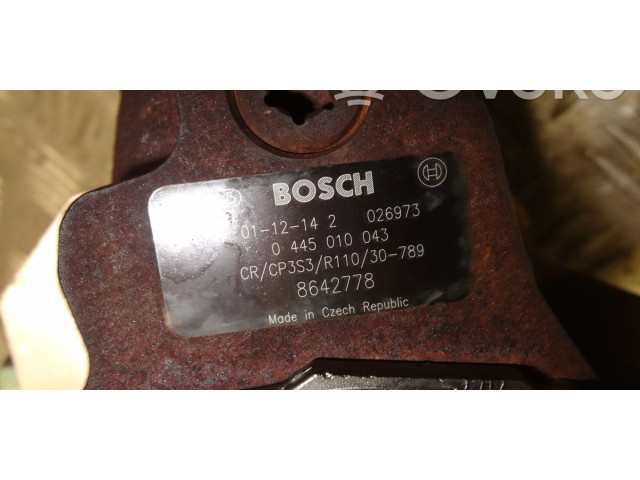 BOSCH
01-12-14 2 026973
0 445 010 043
CR/CP3S3/R110/30-789
8642778
Made in Czech Republic